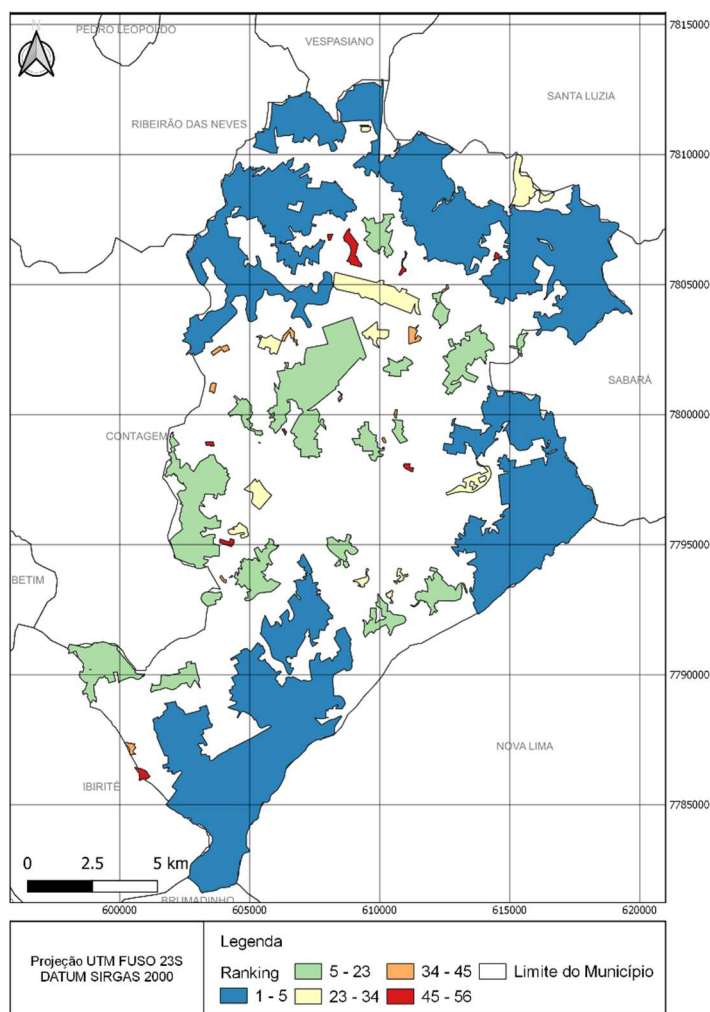 N
PEDRO LEOPOLDO
VESPASIANO
7815000
SANTA LUZIA
RIBEIRÃO DAS NEVES
7810000
7805000
SABARÁ
7800000
CONTAGEM
7795000
BETIM
7790000
NOVA LIMA
IBIRITÉ
7785000
0 2.5 5 km
BRUMADINHO
600000 605000 610000 615000 620000
Projeção UTM FUSO 23S
DATUM SIRGAS 2000
Legenda
Ranking 5 - 23 34 - 45 Limite do Município
1 - 5 23 - 34 45 - 56